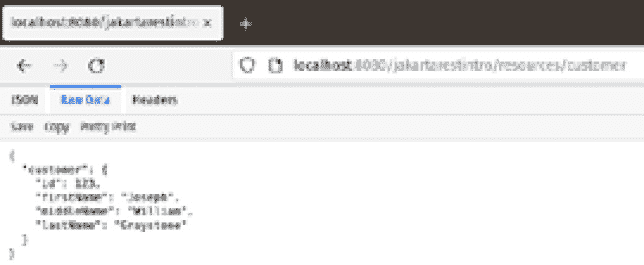 localhost:8080/jakartarestintro ×
+
localhost:8080/jakartarestintro/resources/customer
JSON Raw Data Headers
Save Copy Pretty Print
{
"customer": {
"id": 123,
"firstName": "Joseph",
"middleName": "William",
"lastName": "Graystone"
}
}